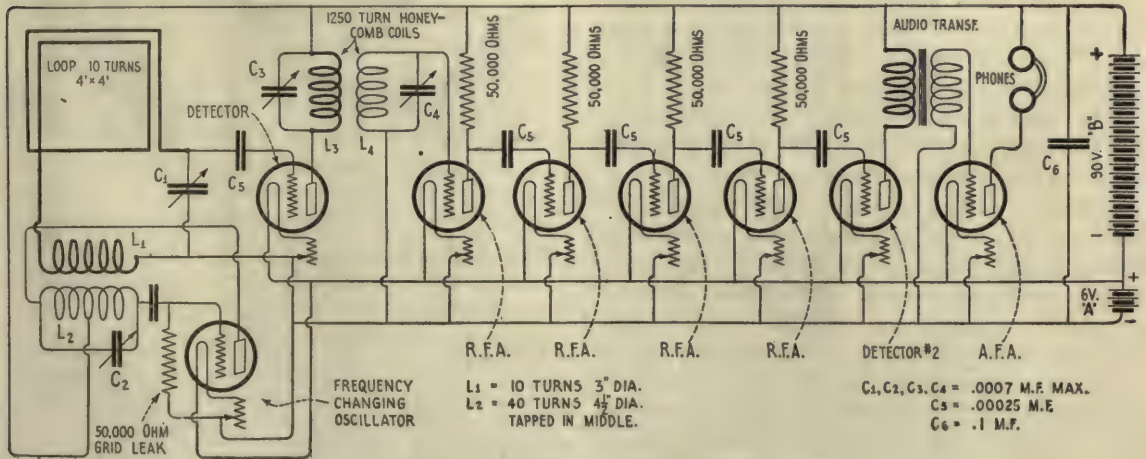 1250 TURN HONEY-
COMB COILS
AUDIO TRANSF.
LOOP 10 TURNS
4'×4'
C3
C4
50,000 OHMS
50,000 OHMS
50,000 OHMS
50,000 OHMS
PHONES
+
DETECTOR
L3
L4
C5
C5
C5
C5
C5
C1
C6
90V. "B"
L1
−
+
6V.
"A"
−
L2
C2
R.F.A.
R.F.A.
R.F.A.
R.F.A.
DETECTOR #2
A.F.A.
50,000 OHM
GRID LEAK
FREQUENCY
CHANGING
OSCILLATOR
L1 = 10 TURNS 3" DIA.
L2 = 40 TURNS 4½" DIA.
TAPPED IN MIDDLE.
C1, C2, C3, C4 = .0007 M.F. MAX.
C5 = .00025 M.F.
C6 = .1 M.F.